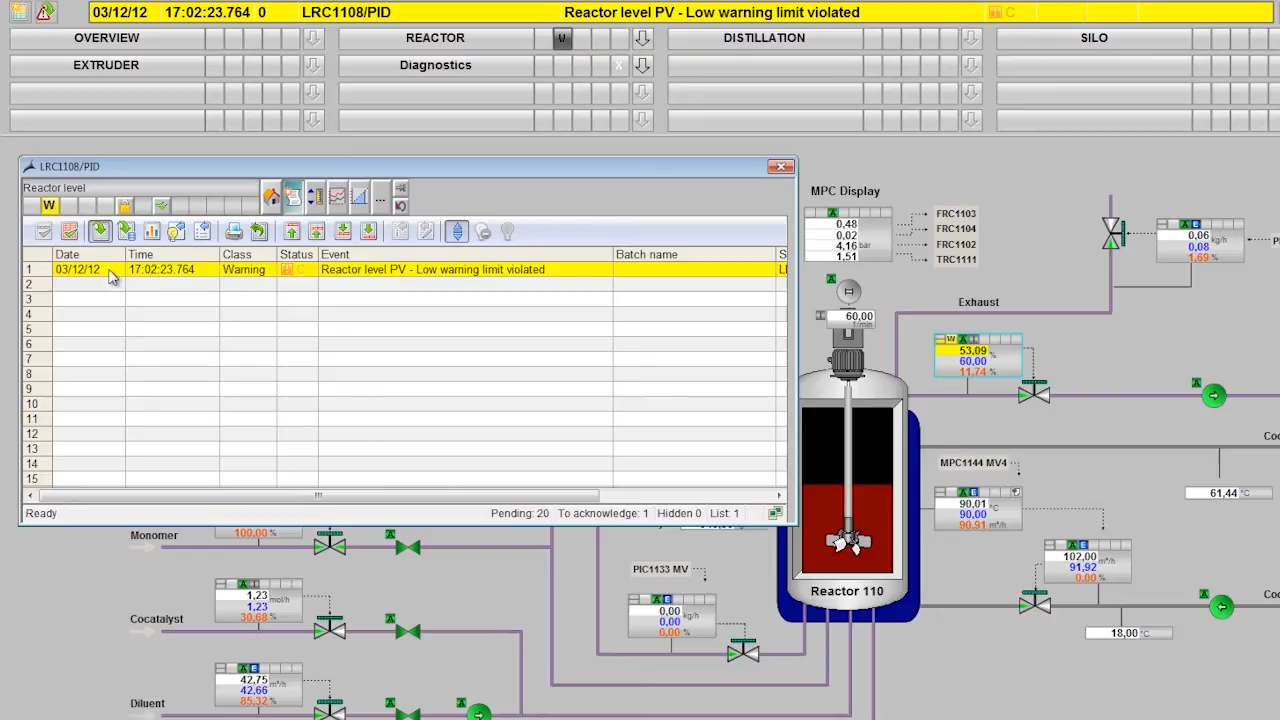 03/12/12 17:02:23.764 0 LRC1108/PID Reactor level PV - Low warning limit violated C
OVERVIEW REACTOR W DISTILLATION SILO
EXTRUDER Diagnostics X
LRC1108/PID
Reactor level
W
...
Date Time Class Status Event Batch name S
1 03/12/12 17:02:23.764 Warning C Reactor level PV - Low warning limit violated
2
3
4
5
6
7
8
9
10
11
12
13
14
15
Ready Pending: 20 To acknowledge: 1 Hidden 0 List: 1
MPC Display
A
0,48
0,02
4,16 bar
1,51
FRC1103
FRC1104
FRC1102
TRC1111
A E
0,06 kg/h
0,08
1,69 %
A
60,00
1/min
Exhaust
W A
53,09 %
60,00
11,74 %
A
MPC1144 MV4
A E
90,01 °C
90,00
90,91 m³/h
61,44 °C
A E
102,00 m³/h
91,92
0,00 %
A
18,00 °C
Reactor 110
Monomer
100,00 %
A
PIC1133 MV
A E
0,00 kg/h
0,00
0,00 %
Cocatalyst
A
1,23 mol/h
1,23
30,68 %
A
Diluent
A E
42,75 m³/h
42,66
85,32 %
A
A